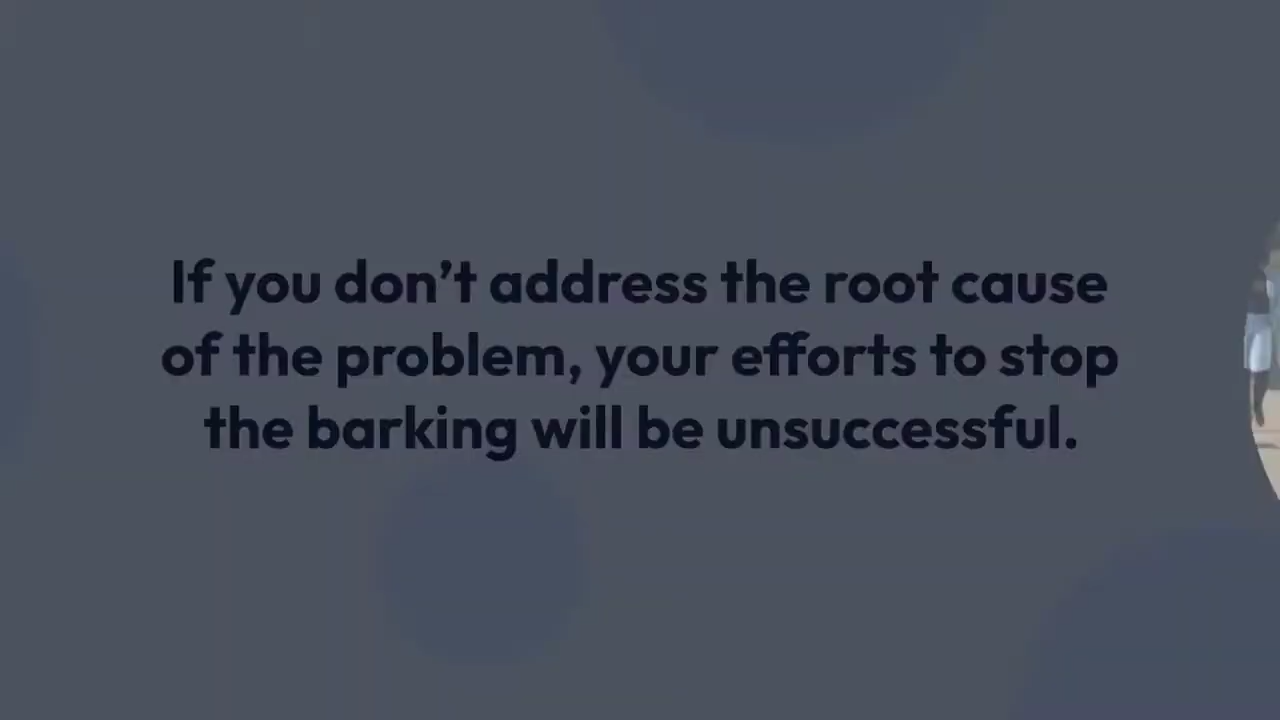 If you don’t address the root cause
of the problem, your efforts to stop
the barking will be unsuccessful.